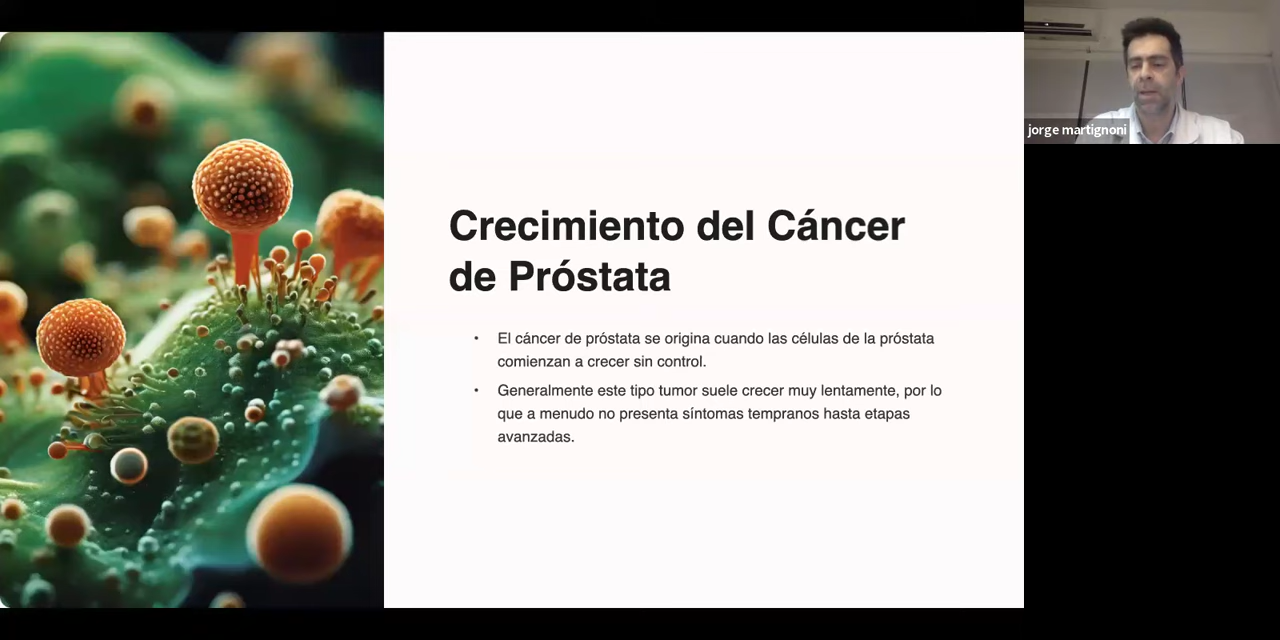 Crecimiento del Cáncer
de Próstata
• El cáncer de próstata se origina cuando las células de la próstata
comienzan a crecer sin control.
• Generalmente este tipo tumor suele crecer muy lentamente, por lo
que a menudo no presenta síntomas tempranos hasta etapas
avanzadas.
jorge martignoni